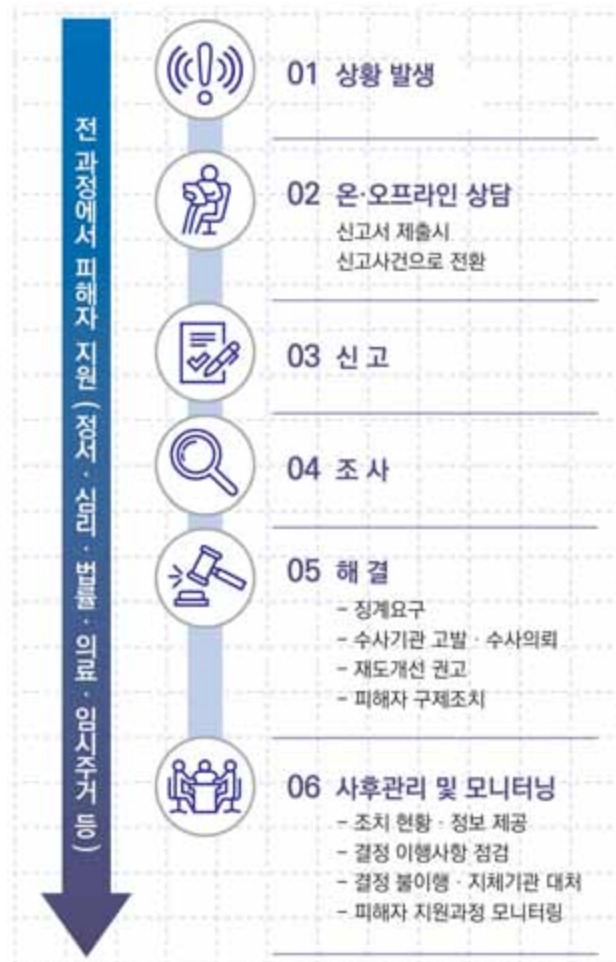 전 과정에서 피해자 지원 ( 정서 · 심리 · 법률 · 의료 · 임시주거 등 )
01 상황 발생
02 온·오프라인 상담
신고서 제출시
신고사건으로 전환
03 신 고
04 조 사
05 해 결
- 징계요구
- 수사기관 고발 · 수사의뢰
- 재도개선 권고
- 피해자 구제조치
06 사후관리 및 모니터닝
- 조치 현황 · 정보 제공
- 결정 이행사항 점검
- 결정 불이행 · 지체기관 대처
- 피해자 지원과정 모니터링